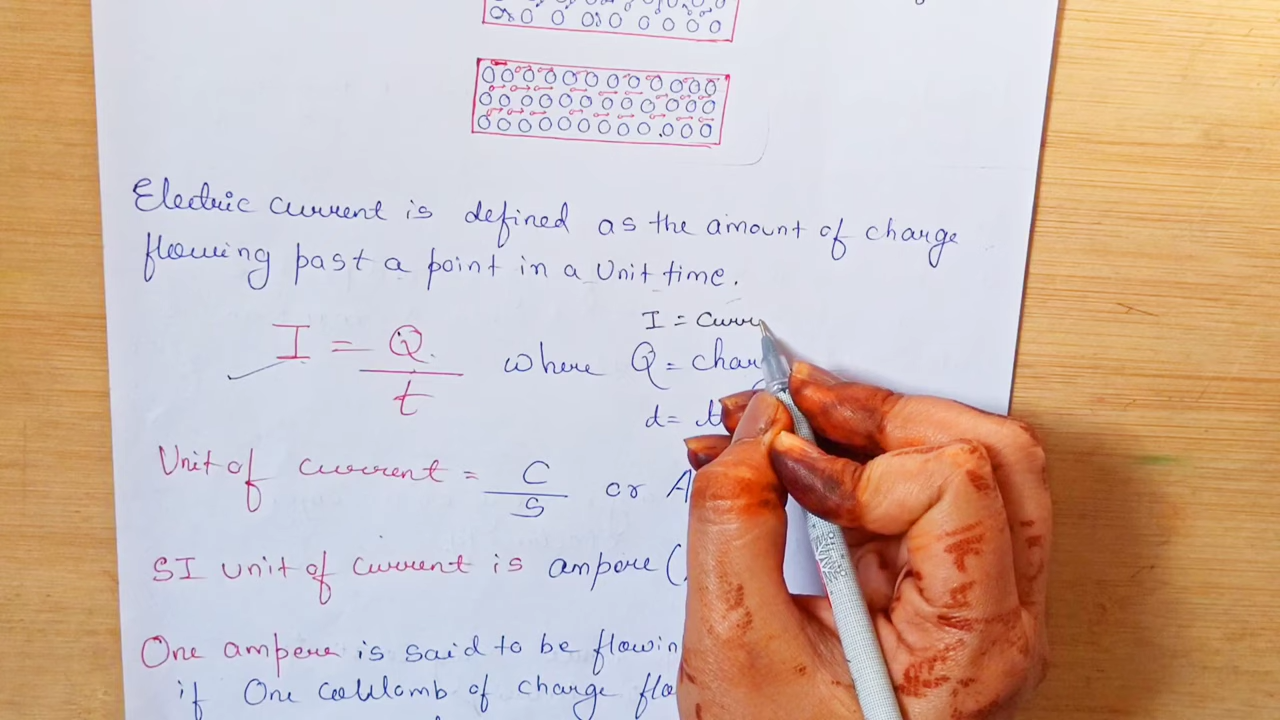 Electric current is defined as the amount of charge
flowing past a point in a Unit time.
I = Curr
I = Q/t where Q = char
t =
Unit of current = C/S or A
SI unit of current is ampere (
One ampere is said to be flowin
if One coulomb of charge flo